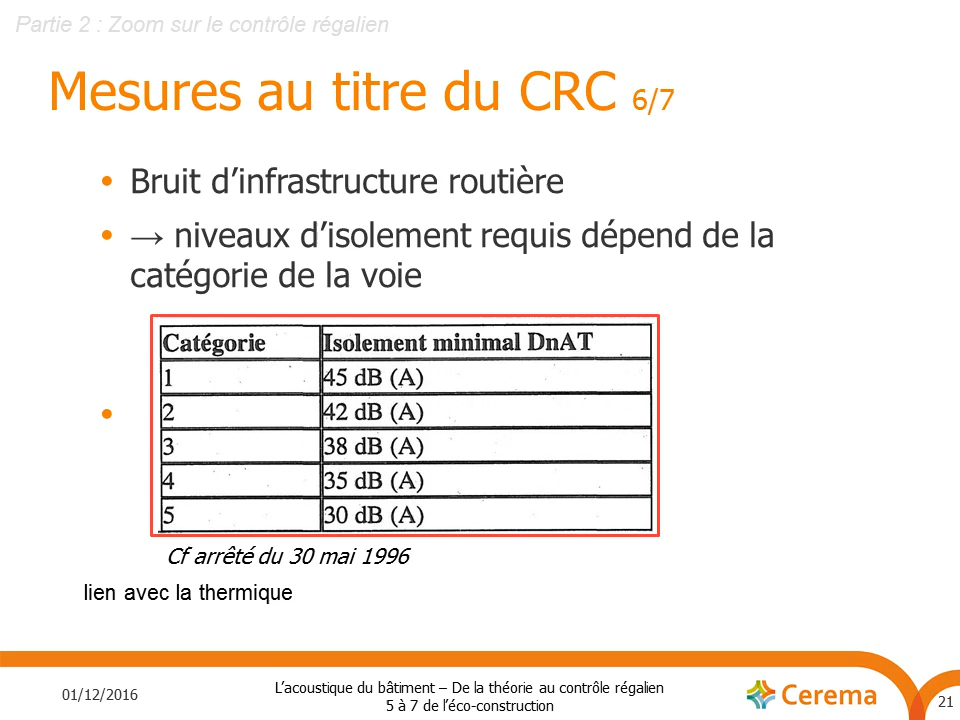 Partie 2 : Zoom sur le contrôle régalien
Mesures au titre du CRC 6/7
• Bruit d’infrastructure routière
• → niveaux d’isolement requis dépend de la
catégorie de la voie
•
Catégorie Isolement minimal DnAT
1 45 dB (A)
2 42 dB (A)
3 38 dB (A)
4 35 dB (A)
5 30 dB (A)
Cf arrêté du 30 mai 1996
lien avec la thermique
01/12/2016
L’acoustique du bâtiment – De la théorie au contrôle régalien
5 à 7 de l’éco-construction
Cerema
21